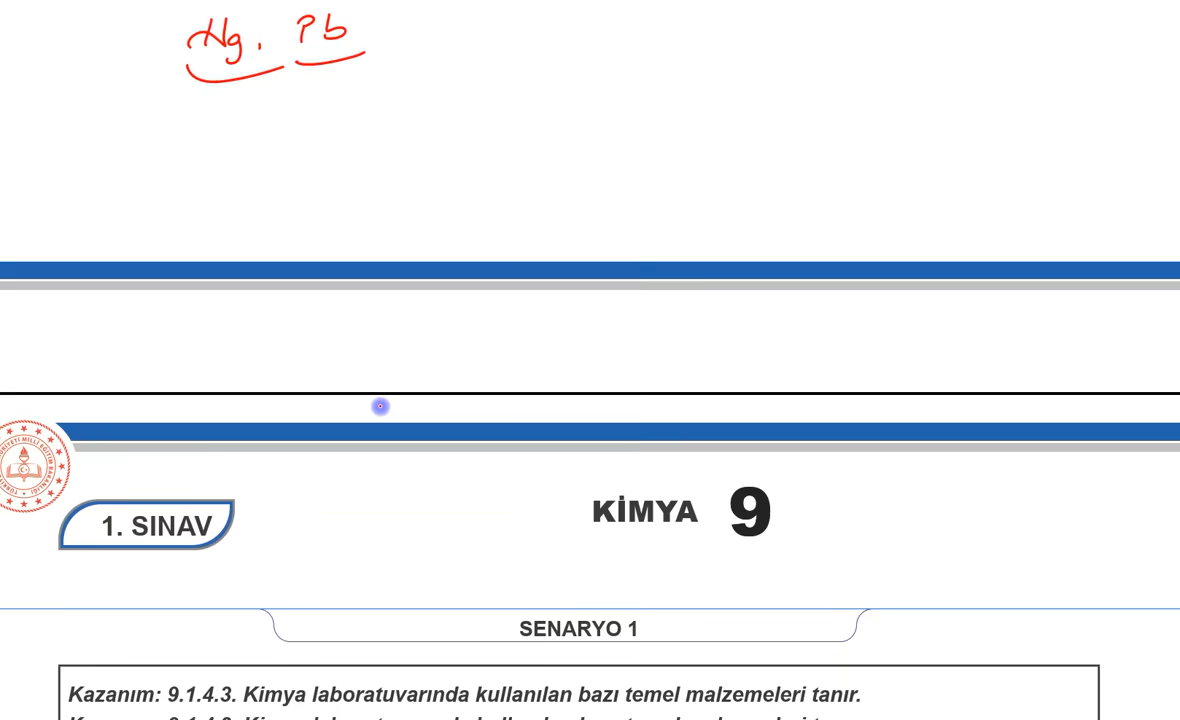 Hg, Pb
1. SINAV
KİMYA 9
SENARYO 1
Kazanım: 9.1.4.3. Kimya laboratuvarında kullanılan bazı temel malzemeleri tanır.